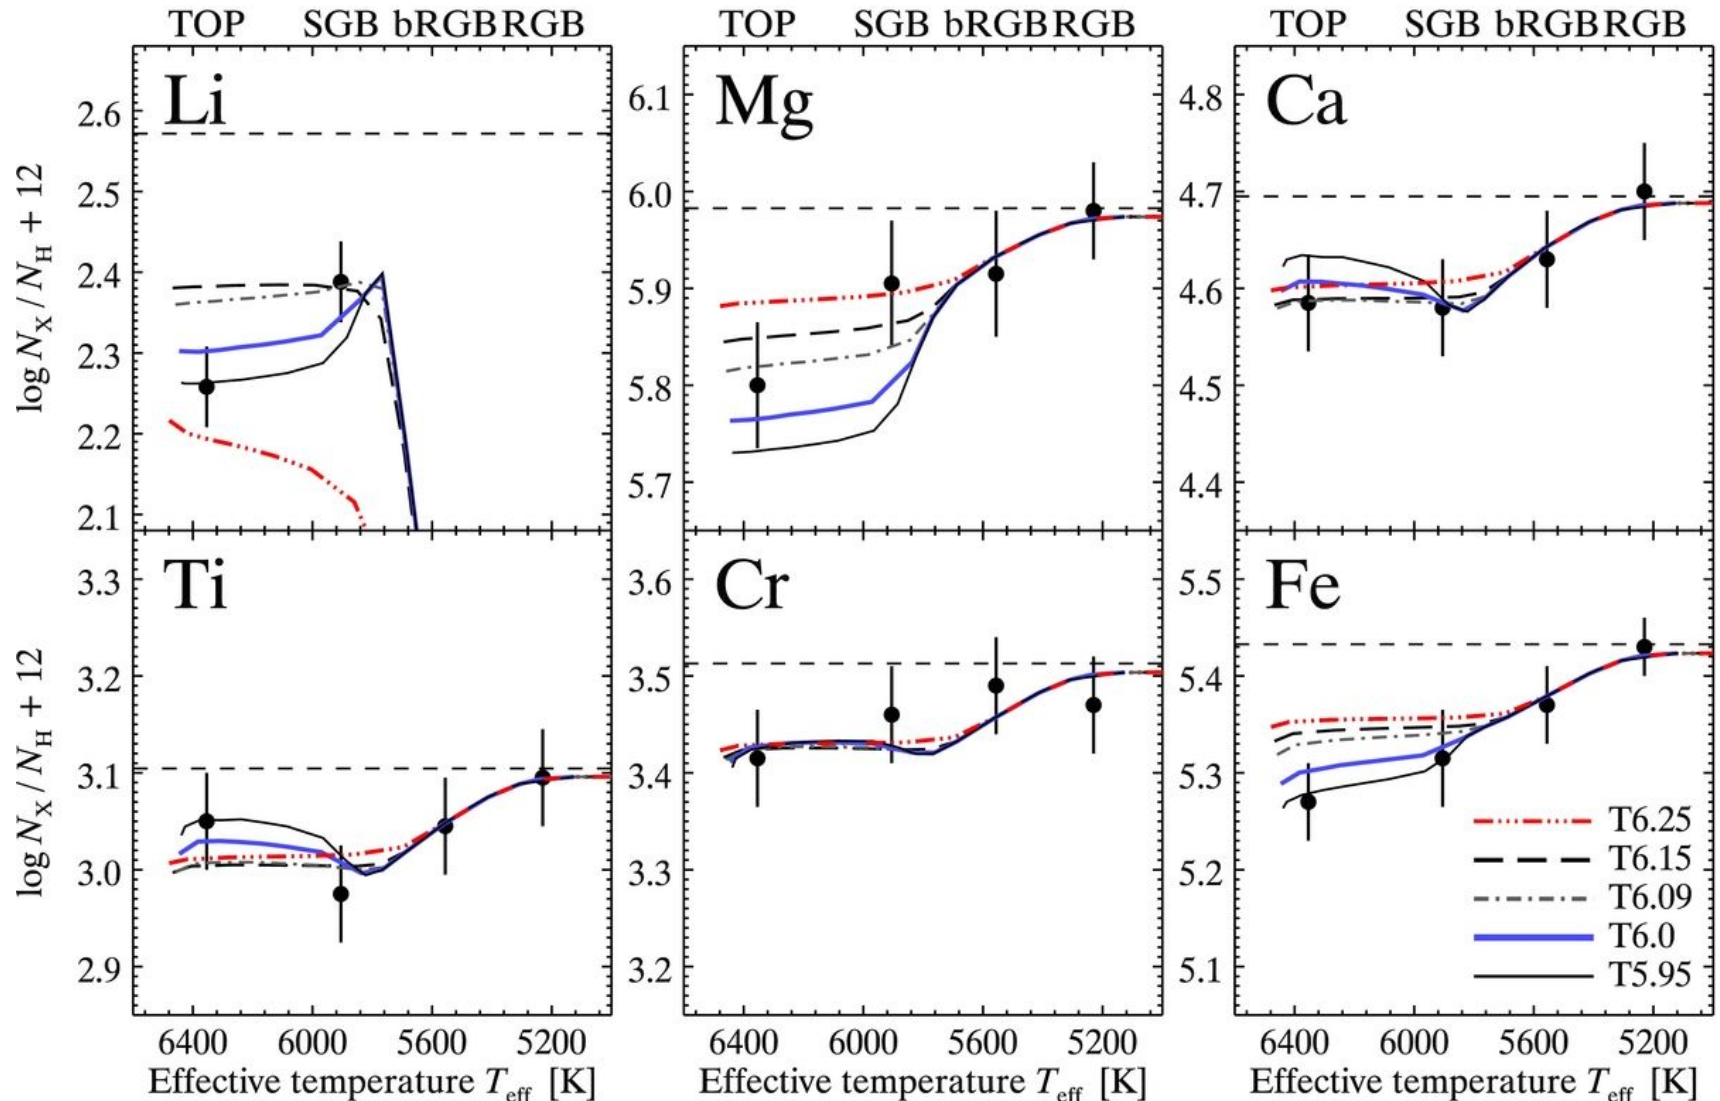 TOP SGB bRGB RGB TOP SGB bRGB RGB TOP SGB bRGB RGB
Li
2.6
2.5
2.4
2.3
2.2
2.1
log N_X / N_H + 12
Mg
6.1
6.0
5.9
5.8
5.7
Ca
4.8
4.7
4.6
4.5
4.4
Ti
3.3
3.2
3.1
3.0
2.9
log N_X / N_H + 12
Cr
3.6
3.5
3.4
3.3
3.2
Fe
5.5
5.4
5.3
5.2
5.1
T6.25
T6.15
T6.09
T6.0
T5.95
6400 6000 5600 5200 6400 6000 5600 5200 6400 6000 5600 5200
Effective temperature T_eff [K] Effective temperature T_eff [K] Effective temperature T_eff [K]